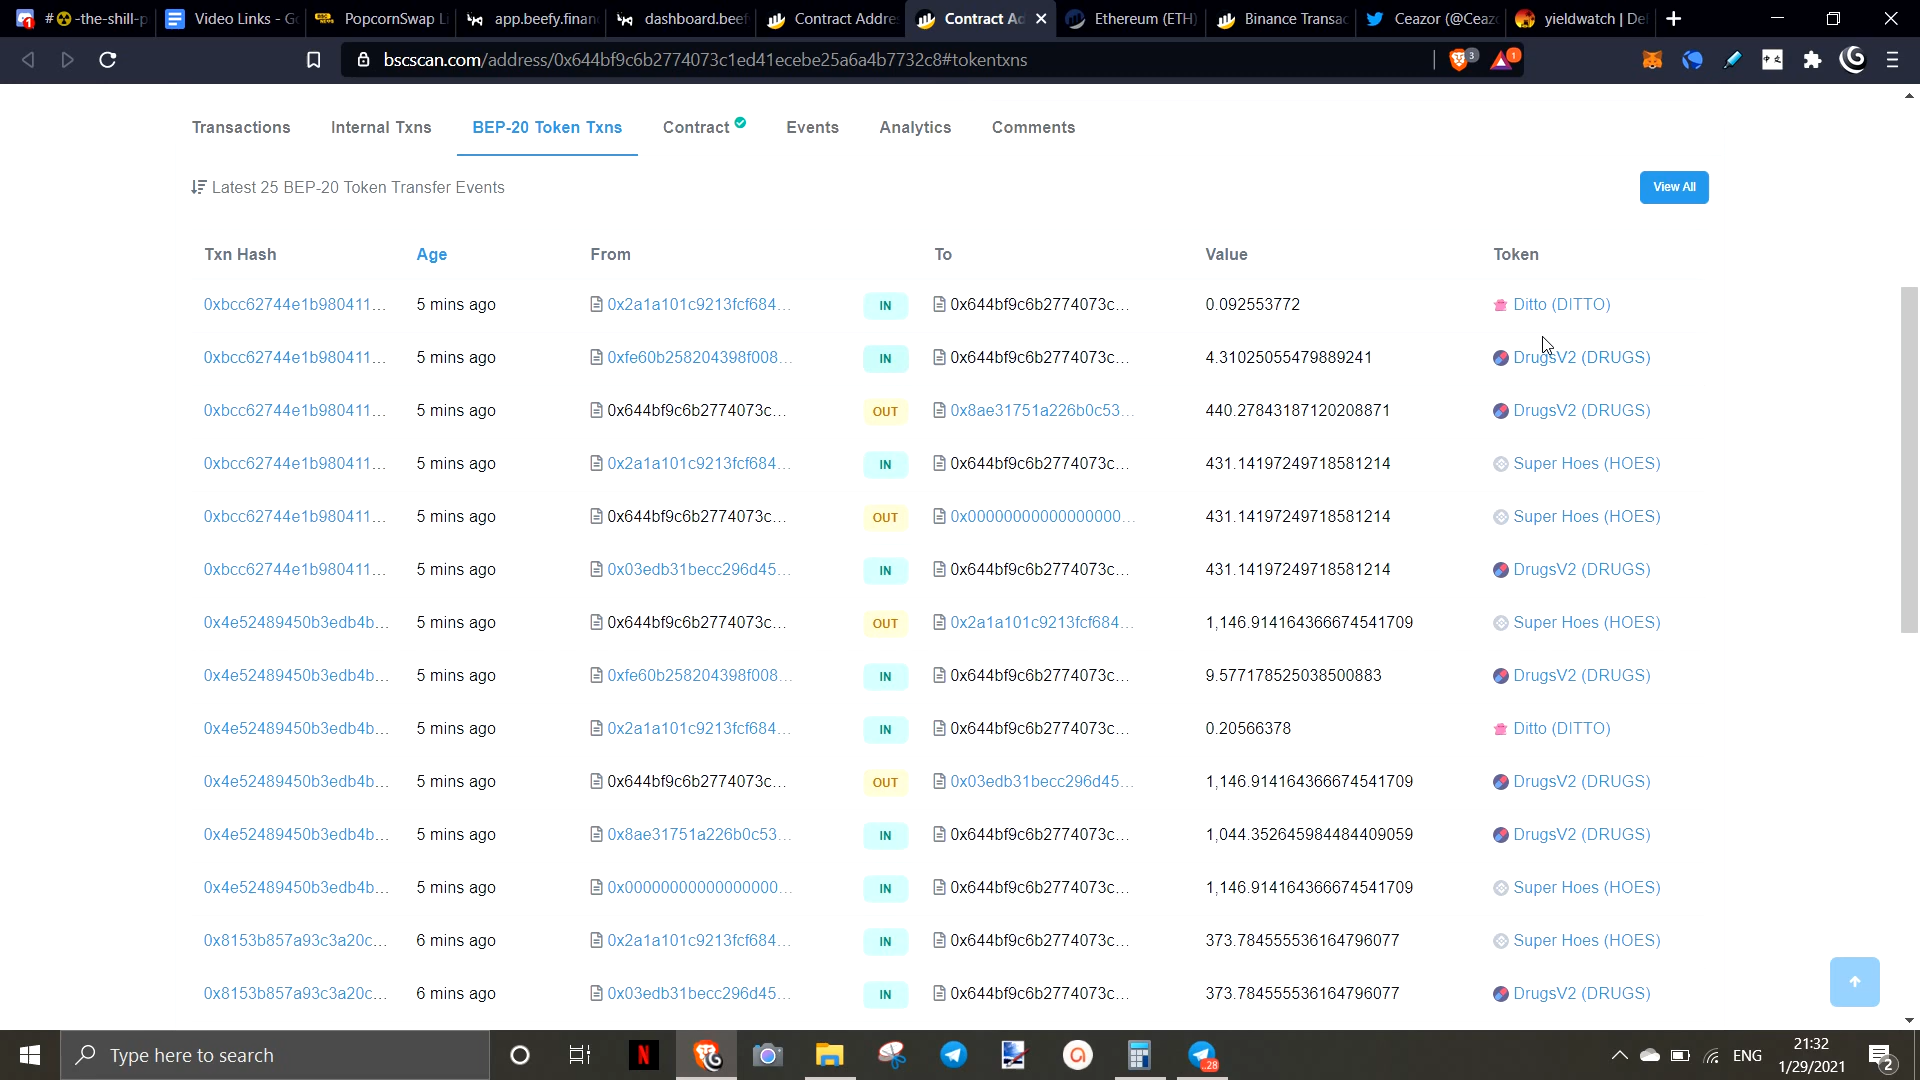 # ☢ -the-shill-p
Video Links - Go
PopcornSwap Li
app.beefy.finan
dashboard.beef
Contract Addre
Contract Ad
Ethereum (ETH)
Binance Transac
Ceazor (@Ceazo
yieldwatch | De
bscscan.com/address/0x644bf9c6b2774073c1ed41ecebe25a6a4b7732c8#tokentxns
3
1
Transactions Internal Txns BEP-20 Token Txns Contract Events Analytics Comments
Latest 25 BEP-20 Token Transfer Events
View All
Txn Hash Age From To Value Token
0xbcc62744e1b980411... 5 mins ago 0x2a1a101c9213fcf684... IN 0x644bf9c6b2774073c... 0.092553772 Ditto (DITTO)
0xbcc62744e1b980411... 5 mins ago 0xfe60b258204398f008... IN 0x644bf9c6b2774073c... 4.31025055479889241 DrugsV2 (DRUGS)
0xbcc62744e1b980411... 5 mins ago 0x644bf9c6b2774073c... OUT 0x8ae31751a226b0c53... 440.27843187120208871 DrugsV2 (DRUGS)
0xbcc62744e1b980411... 5 mins ago 0x2a1a101c9213fcf684... IN 0x644bf9c6b2774073c... 431.14197249718581214 Super Hoes (HOES)
0xbcc62744e1b980411... 5 mins ago 0x644bf9c6b2774073c... OUT 0x00000000000000000... 431.14197249718581214 Super Hoes (HOES)
0xbcc62744e1b980411... 5 mins ago 0x03edb31becc296d45... IN 0x644bf9c6b2774073c... 431.14197249718581214 DrugsV2 (DRUGS)
0x4e52489450b3edb4b... 5 mins ago 0x644bf9c6b2774073c... OUT 0x2a1a101c9213fcf684... 1,146.914164366674541709 Super Hoes (HOES)
0x4e52489450b3edb4b... 5 mins ago 0xfe60b258204398f008... IN 0x644bf9c6b2774073c... 9.577178525038500883 DrugsV2 (DRUGS)
0x4e52489450b3edb4b... 5 mins ago 0x2a1a101c9213fcf684... IN 0x644bf9c6b2774073c... 0.20566378 Ditto (DITTO)
0x4e52489450b3edb4b... 5 mins ago 0x644bf9c6b2774073c... OUT 0x03edb31becc296d45... 1,146.914164366674541709 DrugsV2 (DRUGS)
0x4e52489450b3edb4b... 5 mins ago 0x8ae31751a226b0c53... IN 0x644bf9c6b2774073c... 1,044.352645984484409059 DrugsV2 (DRUGS)
0x4e52489450b3edb4b... 5 mins ago 0x00000000000000000... IN 0x644bf9c6b2774073c... 1,146.914164366674541709 Super Hoes (HOES)
0x8153b857a93c3a20c... 6 mins ago 0x2a1a101c9213fcf684... IN 0x644bf9c6b2774073c... 373.784555536164796077 Super Hoes (HOES)
0x8153b857a93c3a20c... 6 mins ago 0x03edb31becc296d45... IN 0x644bf9c6b2774073c... 373.784555536164796077 DrugsV2 (DRUGS)
Type here to search
..28
ENG
21:32
1/29/2021
2